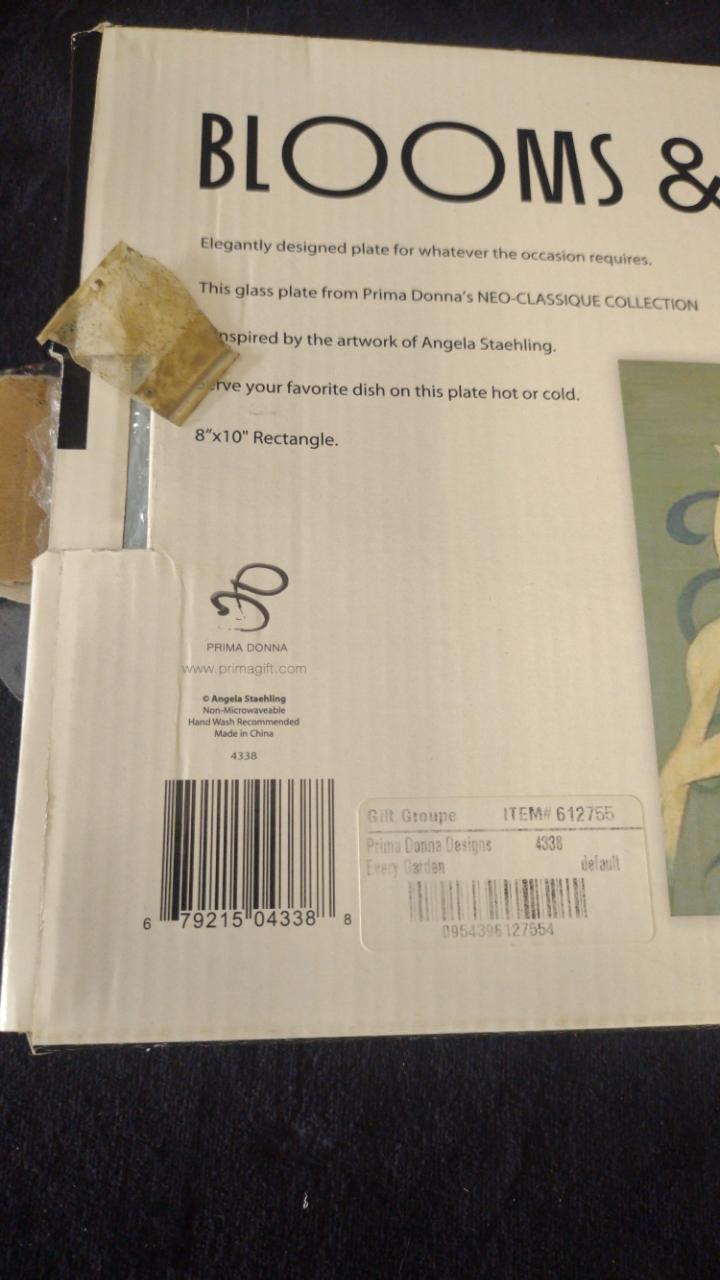 BLOOMS &
Elegantly designed plate for whatever the occasion requires.
This glass plate from Prima Donna's NEO-CLASSIQUE COLLECTION
inspired by the artwork of Angela Staehling.
Serve your favorite dish on this plate hot or cold.
8"x10" Rectangle.
PRIMA DONNA
www.primagift.com
© Angela Staehling
Non-Microwaveable
Hand Wash Recommended
Made in China
4338
6 79215 04338 8
Gilt Groupe ITEM# 612755
Prima Donna Designs 4338
Every Garden default
0954396127554